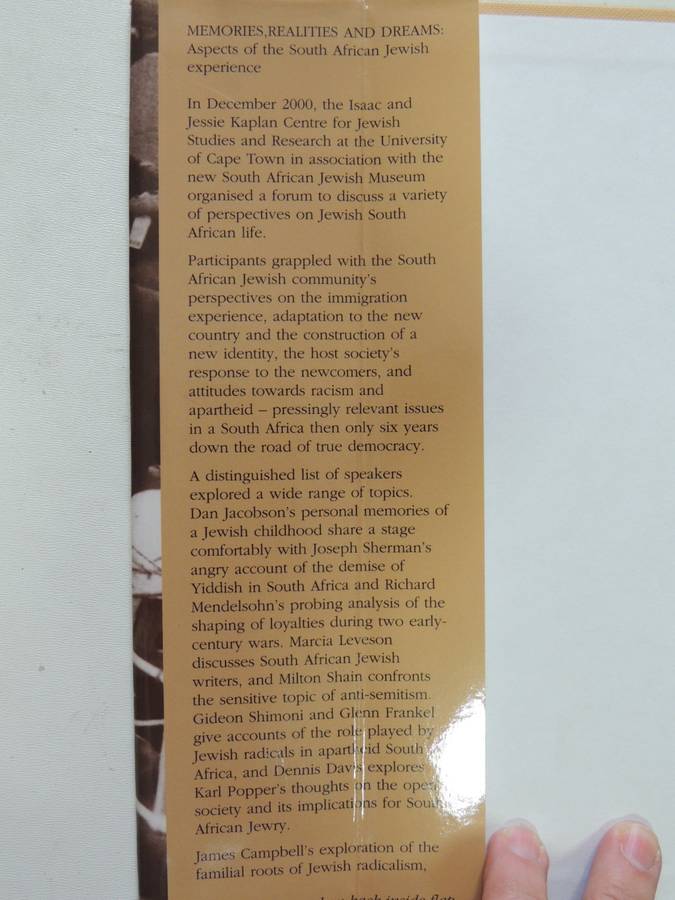 MEMORIES,REALITIES AND DREAMS:
Aspects of the South African Jewish
experience
In December 2000, the Isaac and
Jessie Kaplan Centre for Jewish
Studies and Research at the University
of Cape Town in association with the
new South African Jewish Museum
organised a forum to discuss a variety
of perspectives on Jewish South
African life.
Participants grappled with the South
African Jewish community's
perspectives on the immigration
experience, adaptation to the new
country and the construction of a
new identity, the host society's
response to the newcomers, and
attitudes towards racism and
apartheid – pressingly relevant issues
in a South Africa then only six years
down the road of true democracy.
A distinguished list of speakers
explored a wide range of topics.
Dan Jacobson's personal memories of
a Jewish childhood share a stage
comfortably with Joseph Sherman's
angry account of the demise of
Yiddish in South Africa and Richard
Mendelsohn's probing analysis of the
shaping of loyalties during two early-
century wars. Marcia Leveson
discusses South African Jewish
writers, and Milton Shain confronts
the sensitive topic of anti-semitism.
Gideon Shimoni and Glenn Frankel
give accounts of the role played by
Jewish radicals in apartheid South
Africa, and Dennis Davis explores
Karl Popper's thoughts on the open
society and its implications for South
African Jewry.
James Campbell's exploration of the
familial roots of Jewish radicalism,
back inside flap